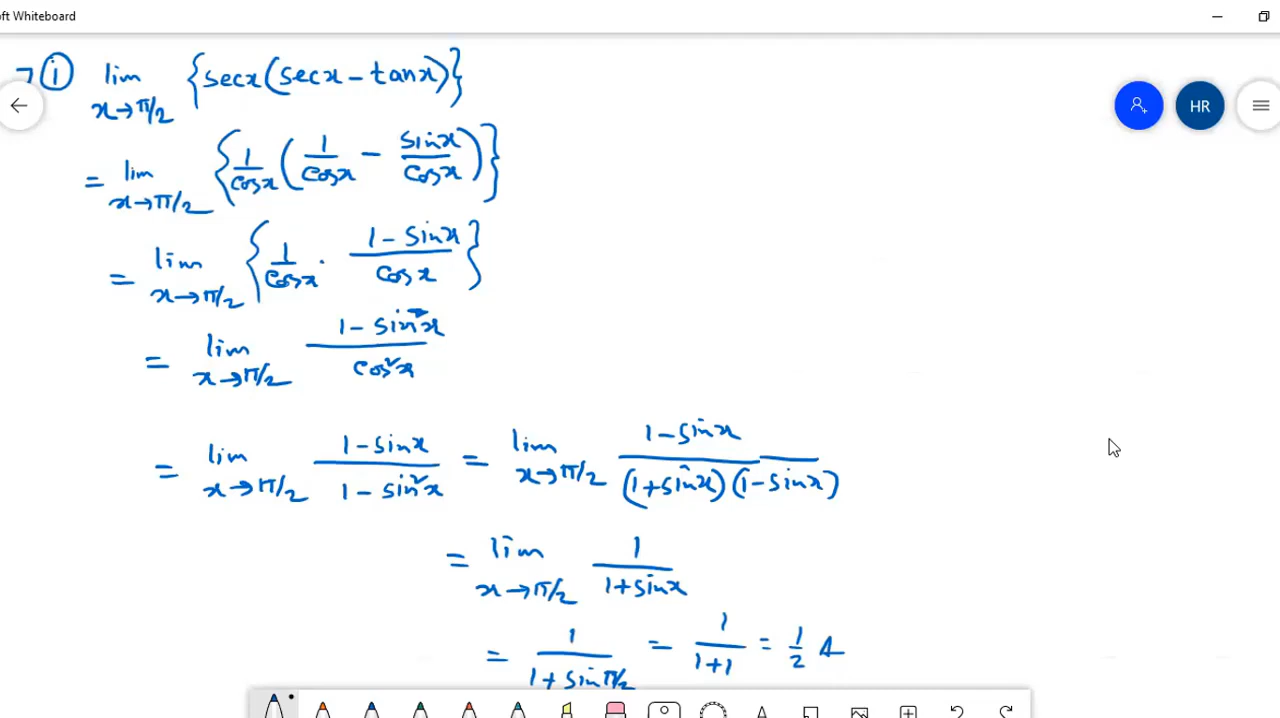 oft Whiteboard
7 (i) lim x→π/2 {secx(secx - tanx)}
HR
= lim x→π/2 {1/cosx (1/cosx - sinx/cosx)}
= lim x→π/2 {1/cosx · (1 - sinx)/cosx}
= lim x→π/2 (1 - sin x)/(cos²x)
= lim x→π/2 (1 - sinx)/(1 - sin²x) = lim x→π/2 (1 - sinx)/((1+sinx)(1-sinx))
= lim x→π/2 1/(1+sinx)
= 1/(1 + sinπ/2) = 1/(1+1) = 1/2